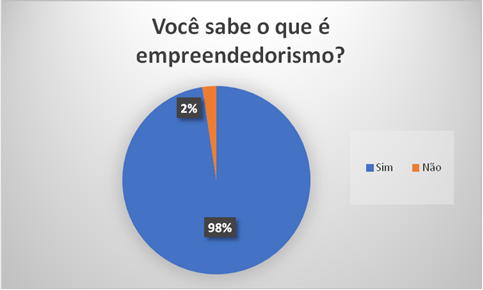 Você sabe o que é
empreendedorismo?
2%
98%
Sim
Não